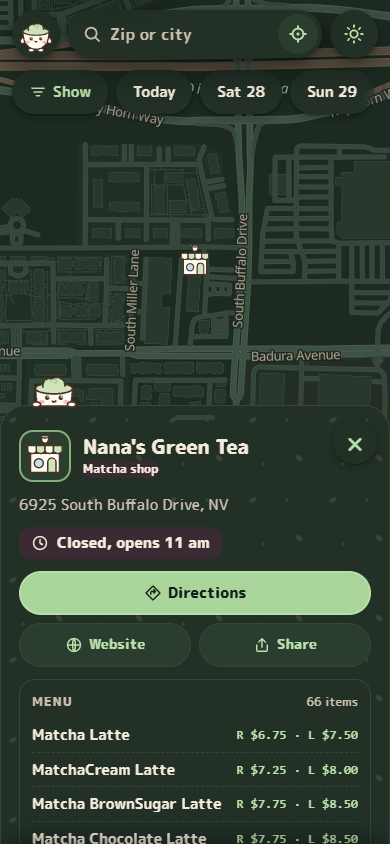 Zip or city
Show
Today
Sat 28
Sun 29
y Horn Way
South Miller Lane
South Buffalo Drive
nue
Badura Avenue
Nana's Green Tea
Matcha shop
6925 South Buffalo Drive, NV
Closed, opens 11 am
Directions
Website
Share
MENU
66 items
Matcha Latte R $6.75 · L $7.50
MatchaCream Latte R $7.25 · L $8.00
Matcha BrownSugar Latte R $7.75 · L $8.50
Matcha Chocolate Latte R $7.75 · L $8.50